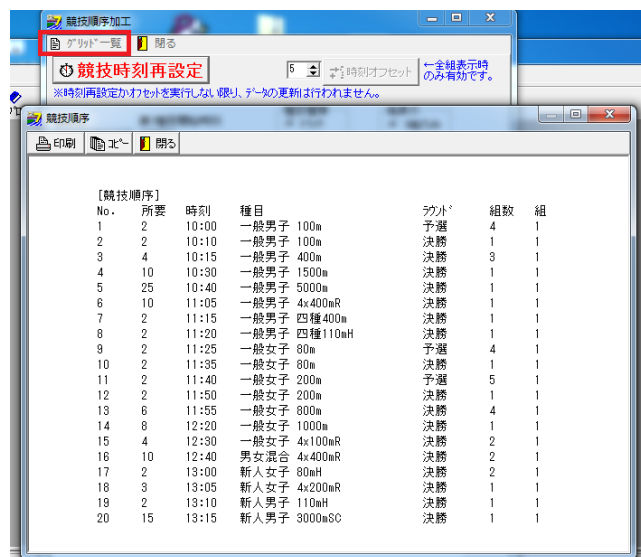 競技順序加工
グリッド一覧 閉る
競技時刻再設定 5 時刻オフセット ←全組表示時のみ有効です。
※時刻再設定かオフセットを実行しない限り、データの更新は行われません。
競技順序
印刷 コピー 閉る
[競技順序]
No. 所要 時刻 種目 ラウンド 組数 組
1 2 10:00 一般男子 100m 予選 4 1
2 2 10:10 一般男子 100m 決勝 1 1
3 4 10:15 一般男子 400m 決勝 3 1
4 10 10:30 一般男子 1500m 決勝 1 1
5 25 10:40 一般男子 5000m 決勝 1 1
6 10 11:05 一般男子 4x400mR 決勝 1 1
7 2 11:15 一般男子 四種400m 決勝 1 1
8 2 11:20 一般男子 四種110mH 決勝 1 1
9 2 11:25 一般女子 80m 予選 4 1
10 2 11:35 一般女子 80m 決勝 1 1
11 2 11:40 一般女子 200m 予選 5 1
12 2 11:50 一般女子 200m 決勝 1 1
13 6 11:55 一般女子 800m 決勝 4 1
14 8 12:20 一般女子 1000m 決勝 1 1
15 4 12:30 一般女子 4x100mR 決勝 2 1
16 10 12:40 男女混合 4x400mR 決勝 2 1
17 2 13:00 新人女子 80mH 決勝 2 1
18 3 13:05 新人女子 4x200mR 決勝 1 1
19 2 13:10 新人男子 110mH 決勝 1 1
20 15 13:15 新人男子 3000mSC 決勝 1 1